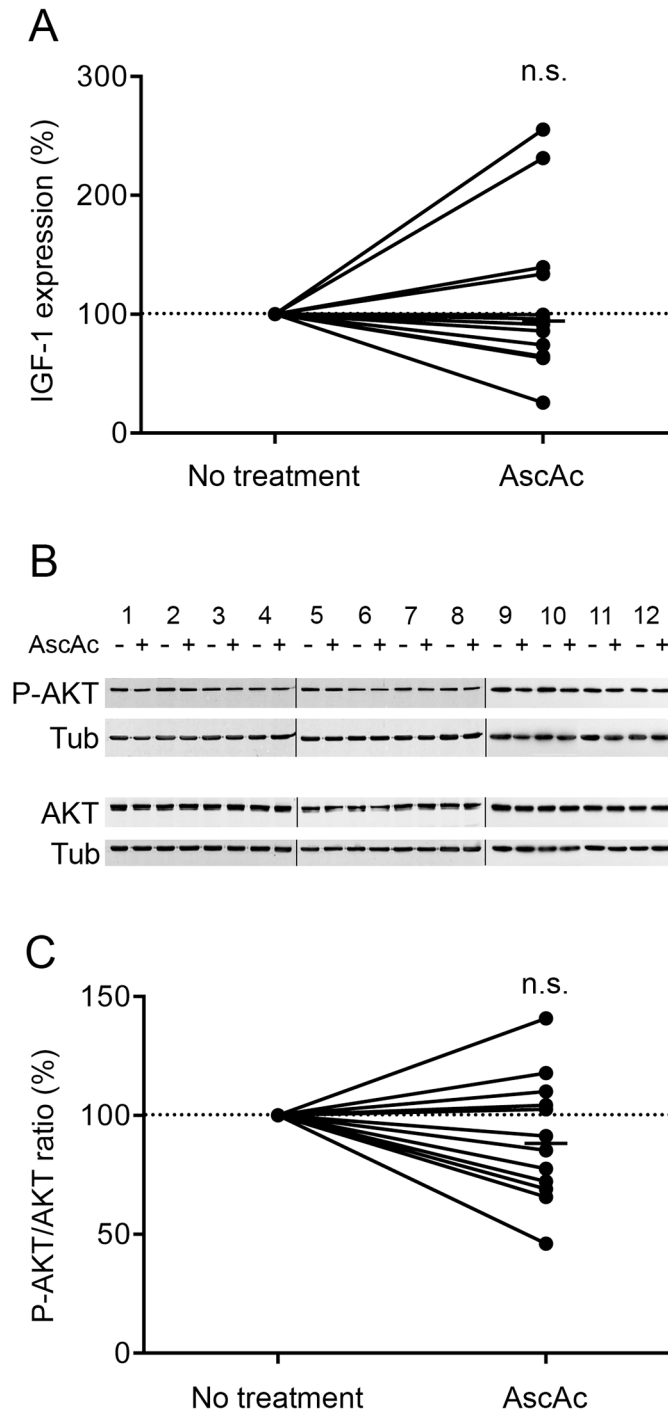 A
n.s.
300
200
100
0
IGF-1 expression (%)
No treatment AscAc
B
1 2 3 4 5 6 7 8 9 10 11 12
AscAc - + - + - + - + - + - + - + - + - + - + - + - +
P-AKT
Tub
AKT
Tub
C
n.s.
150
100
50
0
P-AKT/AKT ratio (%)
No treatment AscAc